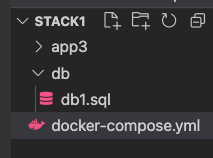 STACK1
app3
db
db1.sql
docker-compose.yml